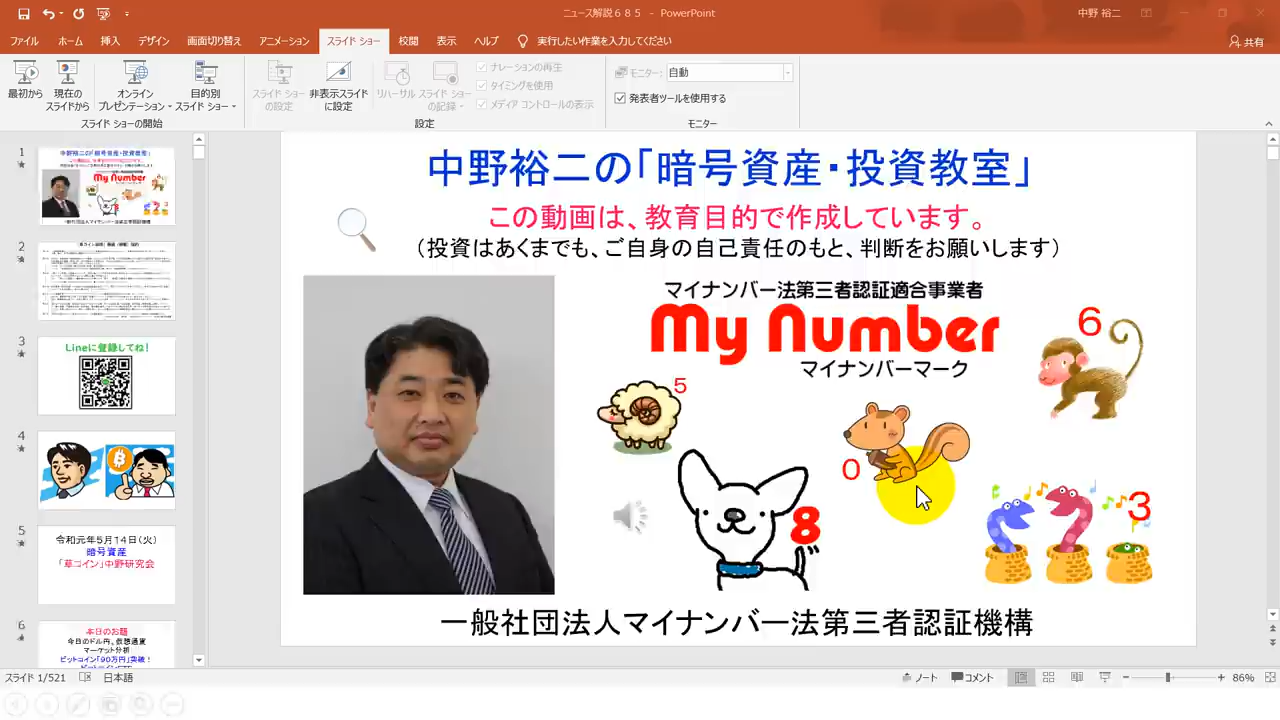 ニュース解説６８５ - PowerPoint
中野 裕二
ファイル
ホーム
挿入
デザイン
画面切り替え
アニメーション
スライド ショー
校閲
表示
ヘルプ
実行したい作業を入力してください
共有
最初から
現在の
スライドから
オンライン
プレゼンテーション
目的別
スライド ショー
スライド ショーの開始
スライド ショー
の設定
非表示スライド
に設定
リハーサル
スライド ショー
の記録
ナレーションの再生
タイミングを使用
メディア コントロールの表示
設定
モニター:
自動
発表者ツールを使用する
モニター
1
中野裕二の「暗号資産・投資教室」
My Number
2
3
Lineに登録してね!
4
5
令和元年5月14日(火)
暗号資産
「草コイン」中野研究会
6
本日のお題
今日のドル円、仮想通貨
マーケット分析
ビットコイン「90万円」突破!
中野裕二の「暗号資産・投資教室」
この動画は、教育目的で作成しています。
（投資はあくまでも、ご自身の自己責任のもと、判断をお願いします）
マイナンバー法第三者認証適合事業者
My Number
マイナンバーマーク
6
5
0
8
3
一般社団法人マイナンバー法第三者認証機構
スライド 1/521
日本語
ノート
コメント
86%